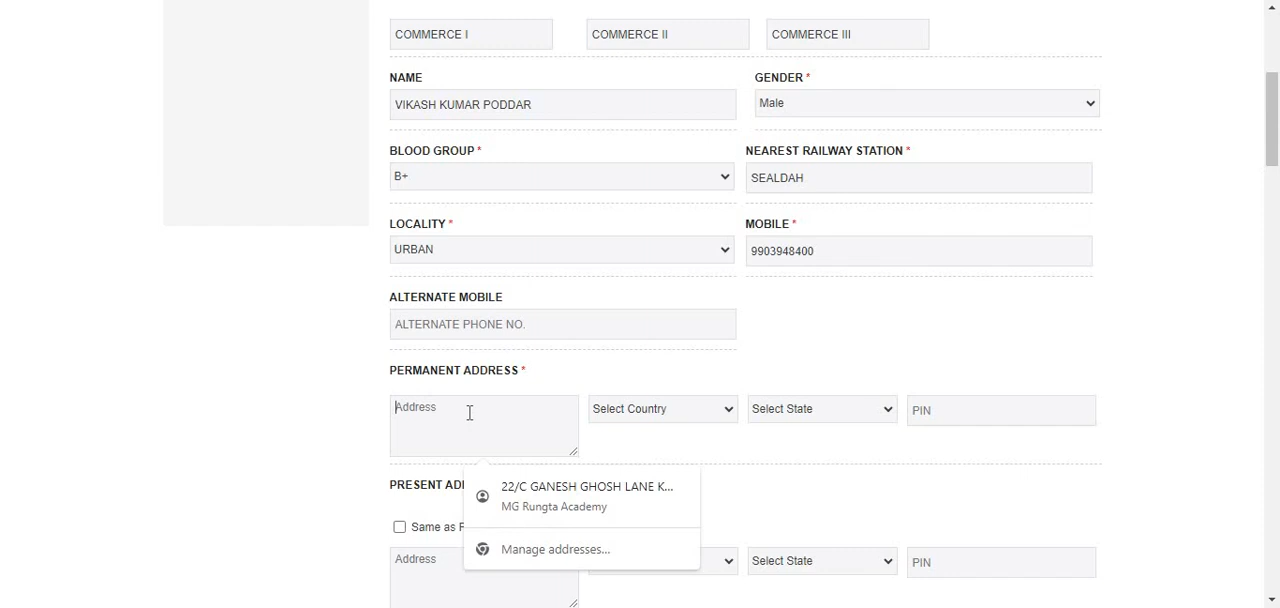 COMMERCE I COMMERCE II COMMERCE III
NAME GENDER *
VIKASH KUMAR PODDAR Male
BLOOD GROUP * NEAREST RAILWAY STATION *
B+ SEALDAH
LOCALITY * MOBILE *
URBAN 9903948400
ALTERNATE MOBILE
ALTERNATE PHONE NO.
PERMANENT ADDRESS *
Address Select Country Select State PIN
PRESENT AD
22/C GANESH GHOSH LANE K...
MG Rungta Academy
Same as
Manage addresses...
Address Select State PIN